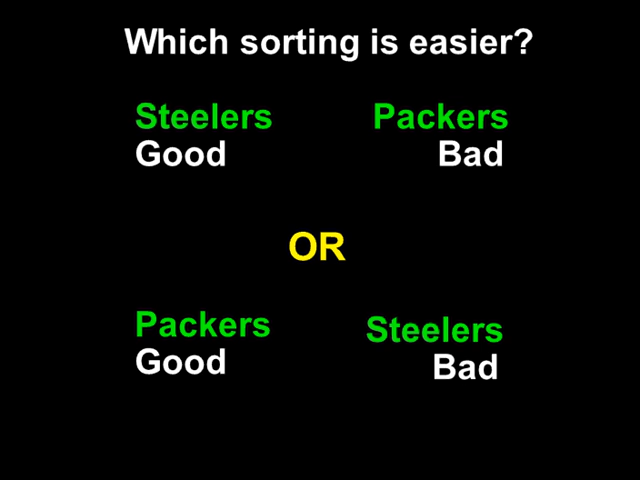 Which sorting is easier?
Steelers Packers
Good Bad
OR
Packers Steelers
Good Bad